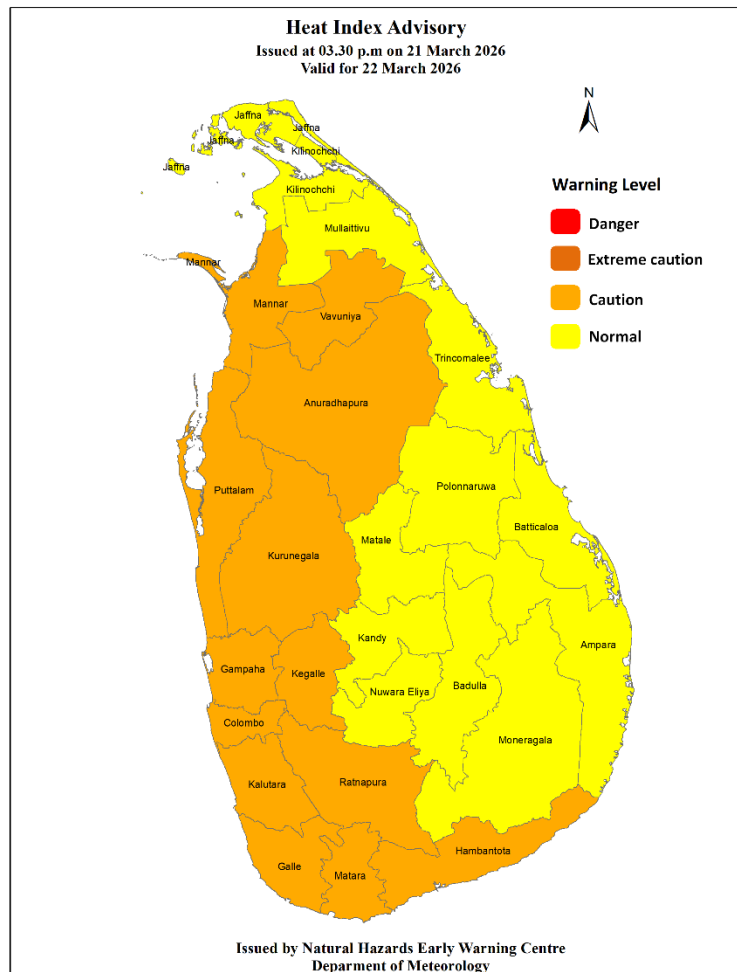 Heat Index Advisory
Issued at 03.30 p.m on 21 March 2026
Valid for 22 March 2026
N
Warning Level
Danger
Extreme caution
Caution
Normal
Jaffna
Jaffna
Jaffna
Kilinochchi
Jaffna
Kilinochchi
Mullaittivu
Mannar
Mannar
Vavuniya
Trincomalee
Anuradhapura
Polonnaruwa
Puttalam
Batticaloa
Matale
Kurunegala
Kandy
Ampara
Gampaha
Kegalle
Nuwara Eliya
Badulla
Colombo
Moneragala
Kalutara
Ratnapura
Hambantota
Galle
Matara
Issued by Natural Hazards Early Warning Centre
Deparment of Meteorology